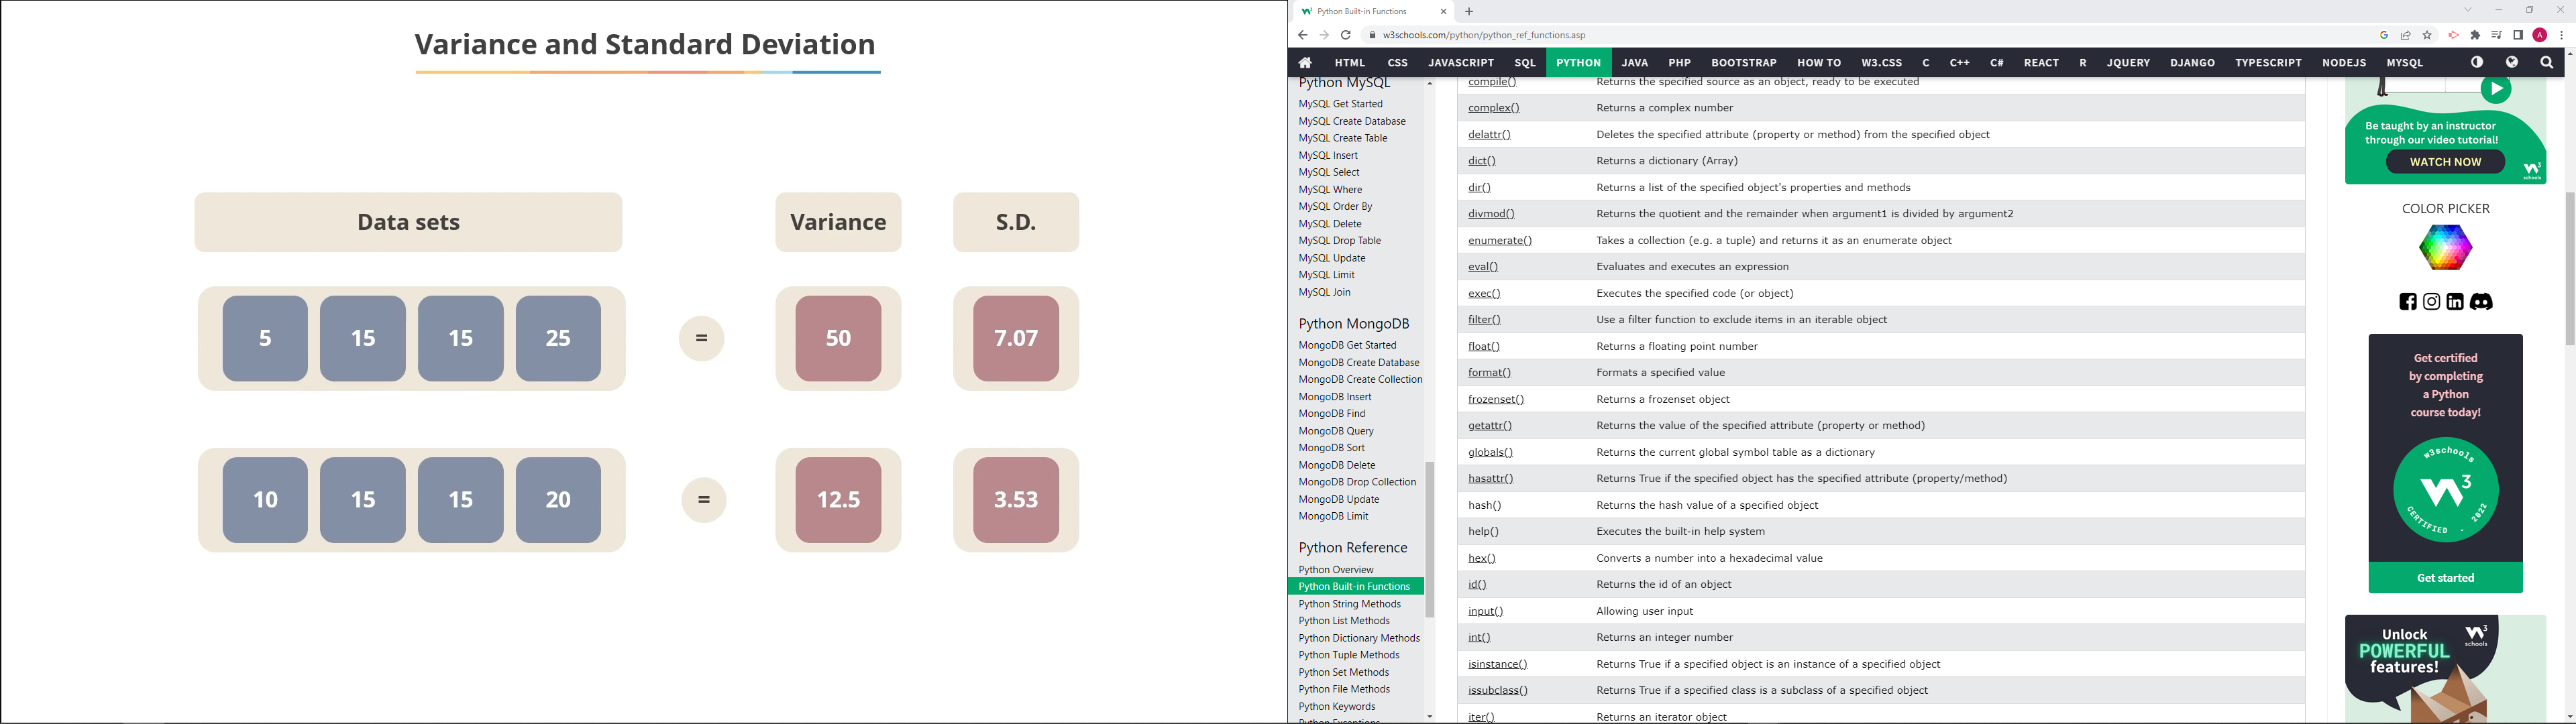 Variance and Standard Deviation
Data sets
Variance
S.D.
5 15 15 25 = 50 7.07
10 15 15 20 = 12.5 3.53
Python Built-in Functions
w3schools.com/python/python_ref_functions.asp
A
HTML CSS JAVASCRIPT SQL PYTHON JAVA PHP BOOTSTRAP HOW TO W3.CSS C C++ C# REACT R JQUERY DJANGO TYPESCRIPT NODEJS MYSQL
Python MySQL
MySQL Get Started
MySQL Create Database
MySQL Create Table
MySQL Insert
MySQL Select
MySQL Where
MySQL Order By
MySQL Delete
MySQL Drop Table
MySQL Update
MySQL Limit
MySQL Join
Python MongoDB
MongoDB Get Started
MongoDB Create Database
MongoDB Create Collection
MongoDB Insert
MongoDB Find
MongoDB Query
MongoDB Sort
MongoDB Delete
MongoDB Drop Collection
MongoDB Update
MongoDB Limit
Python Reference
Python Overview
Python Built-in Functions
Python String Methods
Python List Methods
Python Dictionary Methods
Python Tuple Methods
Python Set Methods
Python File Methods
Python Keywords
compile() Returns the specified source as an object, ready to be executed
complex() Returns a complex number
delattr() Deletes the specified attribute (property or method) from the specified object
dict() Returns a dictionary (Array)
dir() Returns a list of the specified object's properties and methods
divmod() Returns the quotient and the remainder when argument1 is divided by argument2
enumerate() Takes a collection (e.g. a tuple) and returns it as an enumerate object
eval() Evaluates and executes an expression
exec() Executes the specified code (or object)
filter() Use a filter function to exclude items in an iterable object
float() Returns a floating point number
format() Formats a specified value
frozenset() Returns a frozenset object
getattr() Returns the value of the specified attribute (property or method)
globals() Returns the current global symbol table as a dictionary
hasattr() Returns True if the specified object has the specified attribute (property/method)
hash() Returns the hash value of a specified object
help() Executes the built-in help system
hex() Converts a number into a hexadecimal value
id() Returns the id of an object
input() Allowing user input
int() Returns an integer number
isinstance() Returns True if a specified object is an instance of a specified object
issubclass() Returns True if a specified class is a subclass of a specified object
iter() Returns an iterator object
Be taught by an instructor
through our video tutorial!
WATCH NOW
3
schools
COLOR PICKER
Get certified
by completing
a Python
course today!
w3schools
3
CERTIFIED . 2022
Get started
Unlock
POWERFUL
features!
3
schools